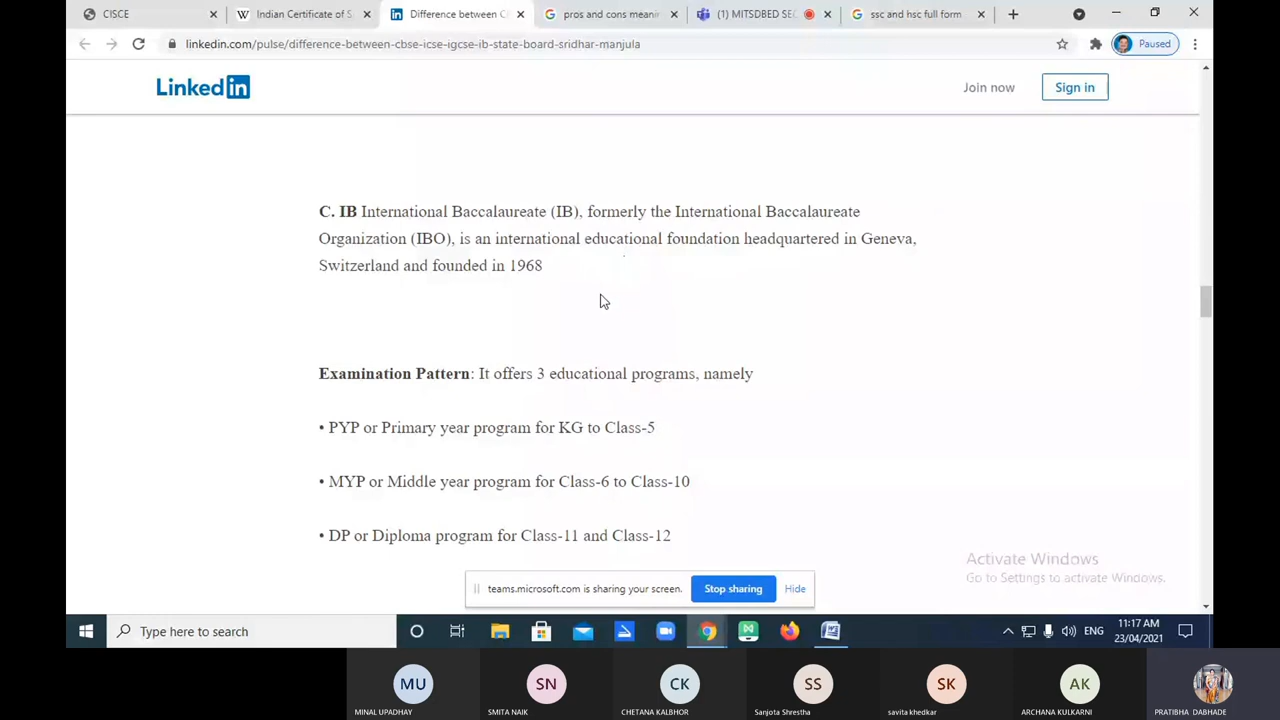 CISCE
Indian Certificate of S
Difference between C
pros and cons meani
(1) MITSDBED SEC
ssc and hsc full form
linkedin.com/pulse/difference-between-cbse-icse-igcse-ib-state-board-sridhar-manjula
Paused
Linkedin
Join now
Sign in
C. IB International Baccalaureate (IB), formerly the International Baccalaureate
Organization (IBO), is an international educational foundation headquartered in Geneva,
Switzerland and founded in 1968
Examination Pattern: It offers 3 educational programs, namely
• PYP or Primary year program for KG to Class-5
• MYP or Middle year program for Class-6 to Class-10
• DP or Diploma program for Class-11 and Class-12
Activate Windows
Go to Settings to activate Windows.
teams.microsoft.com is sharing your screen.
Stop sharing
Hide
Type here to search
ENG
11:17 AM
23/04/2021
MU
SN
CK
SS
SK
AK
MINAL UPADHAY
SMITA NAIK
CHETANA KALBHOR
Sanjota Shrestha
savita khedkar
ARCHANA KULKARNI
PRATIBHA DABHADE